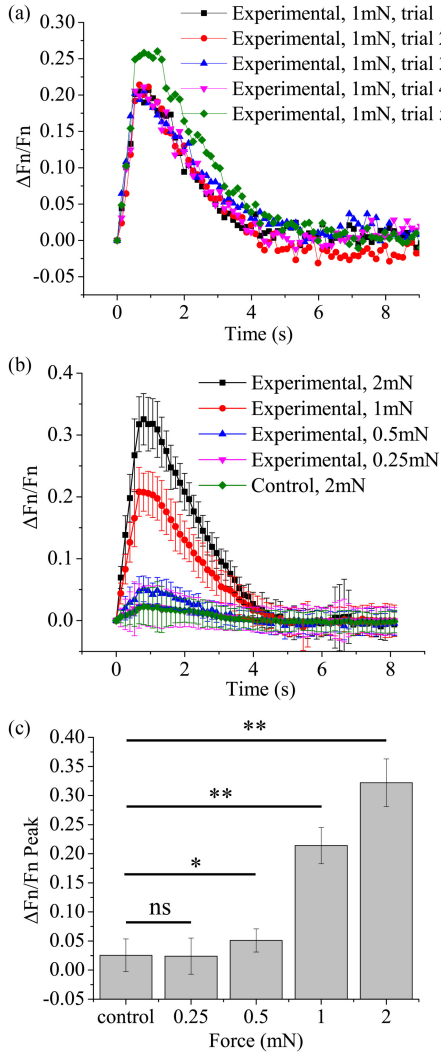 (a)
Experimental, 1mN, trial
Experimental, 1mN, trial
Experimental, 1mN, trial
Experimental, 1mN, trial
Experimental, 1mN, trial
0.30
0.25
0.20
0.15
0.10
0.05
0.00
-0.05
ΔFn/Fn
0 2 4 6 8
Time (s)
(b)
Experimental, 2mN
Experimental, 1mN
Experimental, 0.5mN
Experimental, 0.25mN
Control, 2mN
0.4
0.3
0.2
0.1
0.0
ΔFn/Fn
0 2 4 6 8
Time (s)
(c)
0.40
0.35
0.30
0.25
0.20
0.15
0.10
0.05
0.00
-0.05
ΔFn/Fn Peak
**
**
*
ns
control 0.25 0.5 1 2
Force (mN)